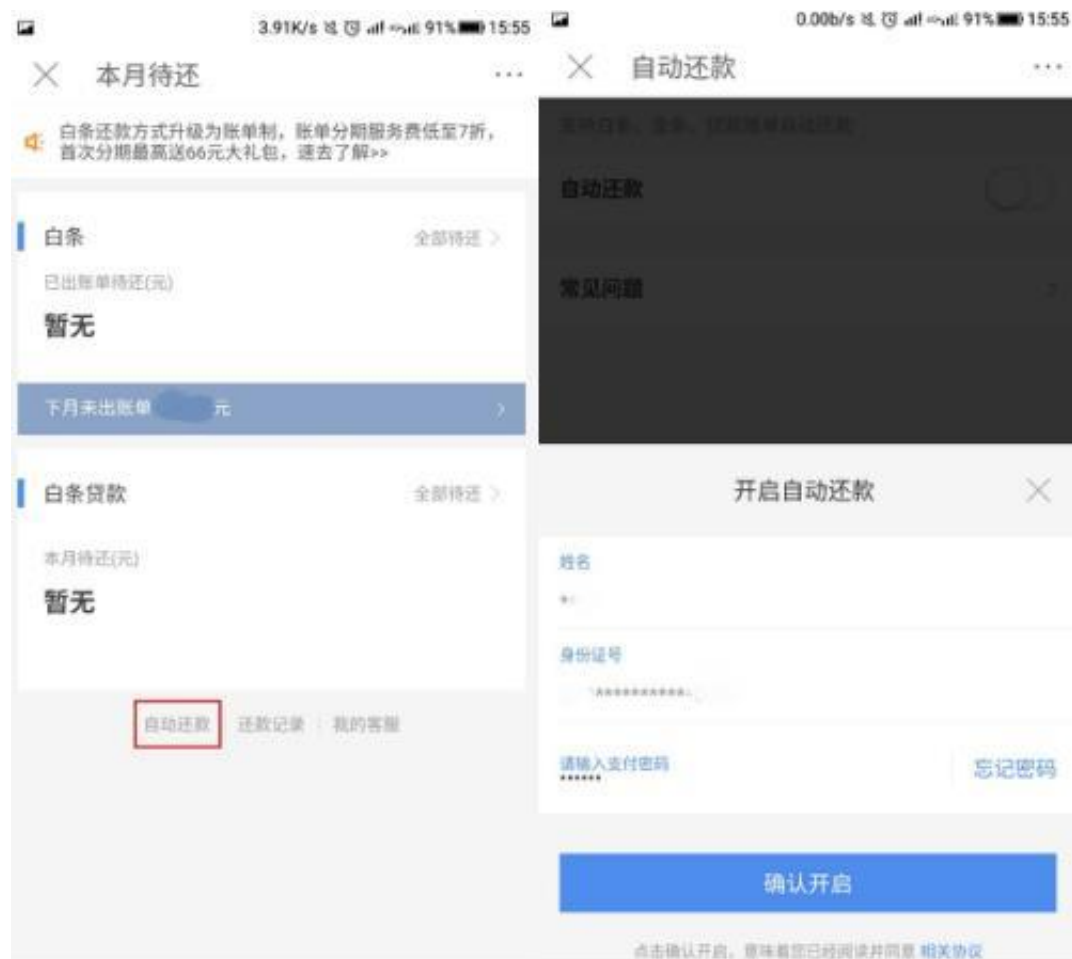 3.91K/s 91% 15:55
本月待还
白条还款方式升级为账单制，账单分期服务费低至7折，
首次分期最高送66元大礼包，速去了解>>
白条
全部待还
已出账单待还(元)
暂无
下月未出账单 元
白条贷款
全部待还
本月待还(元)
暂无
自动还款
还款记录
我的客服
0.00b/s 91% 15:55
自动还款
自动还款
常见问题
开启自动还款
姓名
身份证号
**********
请输入支付密码
忘记密码
确认开启
点击确认开启，意味着您已经阅读并同意 相关协议